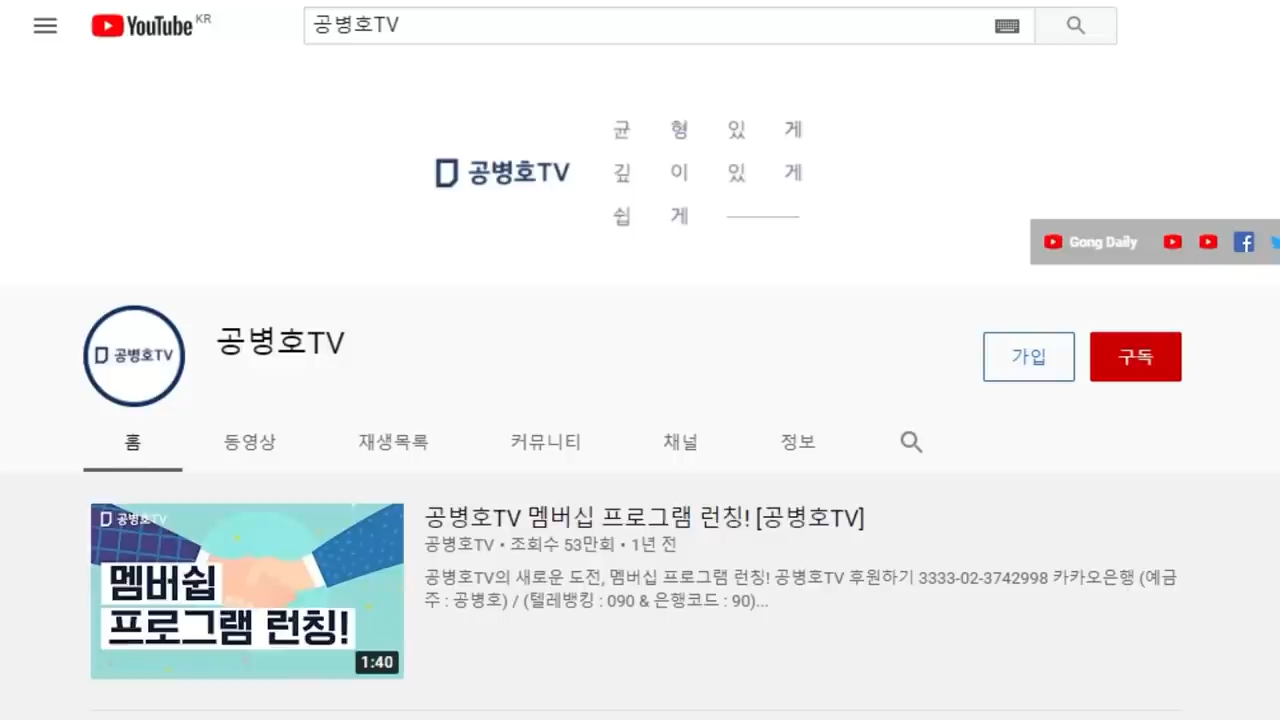 YouTube KR
공병호TV
균 형 있 게
공병호TV 깊 이 있 게
쉽 게
Gong Daily
공병호TV
공병호TV
가입 구독
홈 동영상 재생목록 커뮤니티 채널 정보
공병호TV
멤버쉽
프로그램 런칭!
1:40
공병호TV 멤버십 프로그램 런칭! [공병호TV]
공병호TV • 조회수 53만회 • 1년 전
공병호TV의 새로운 도전, 멤버십 프로그램 런칭! 공병호TV 후원하기 3333-02-3742998 카카오은행 (예금
주 : 공병호) / (텔레뱅킹 : 090 & 은행코드 : 90)...